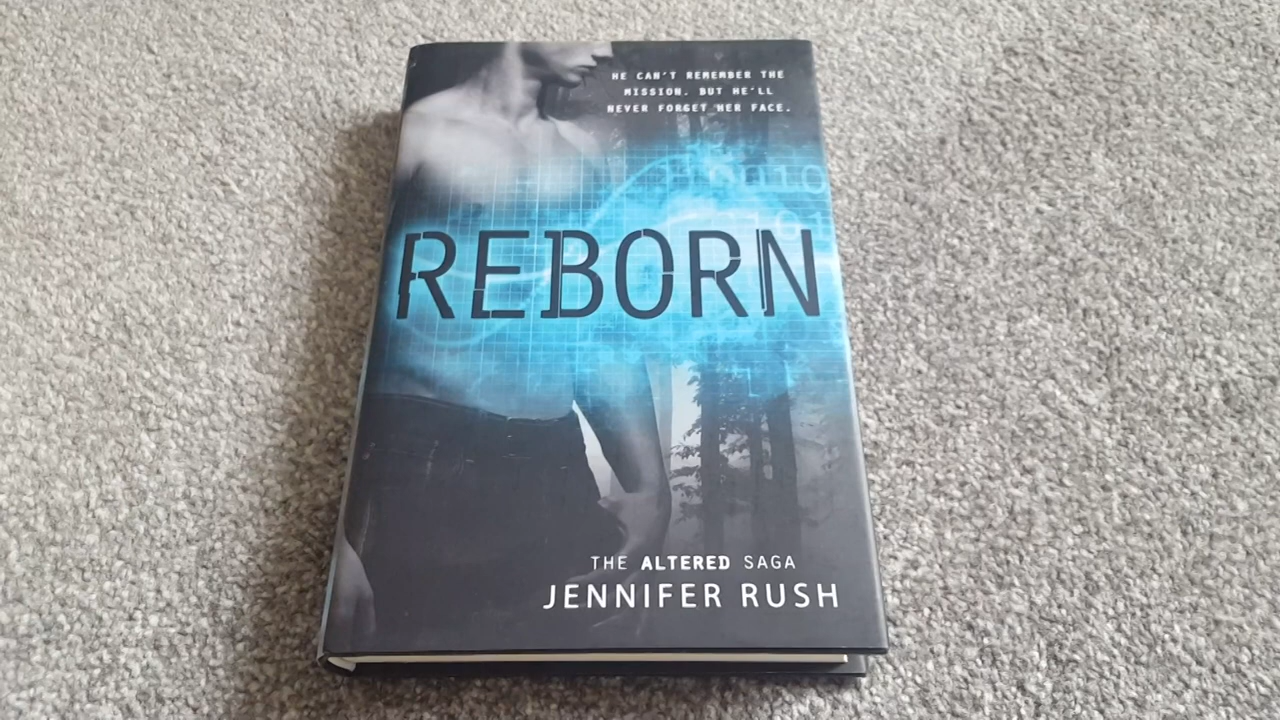 HE CAN'T REMEMBER THE
MISSION. BUT HE'LL
NEVER FORGET HER FACE.
REBORN
THE ALTERED SAGA
JENNIFER RUSH